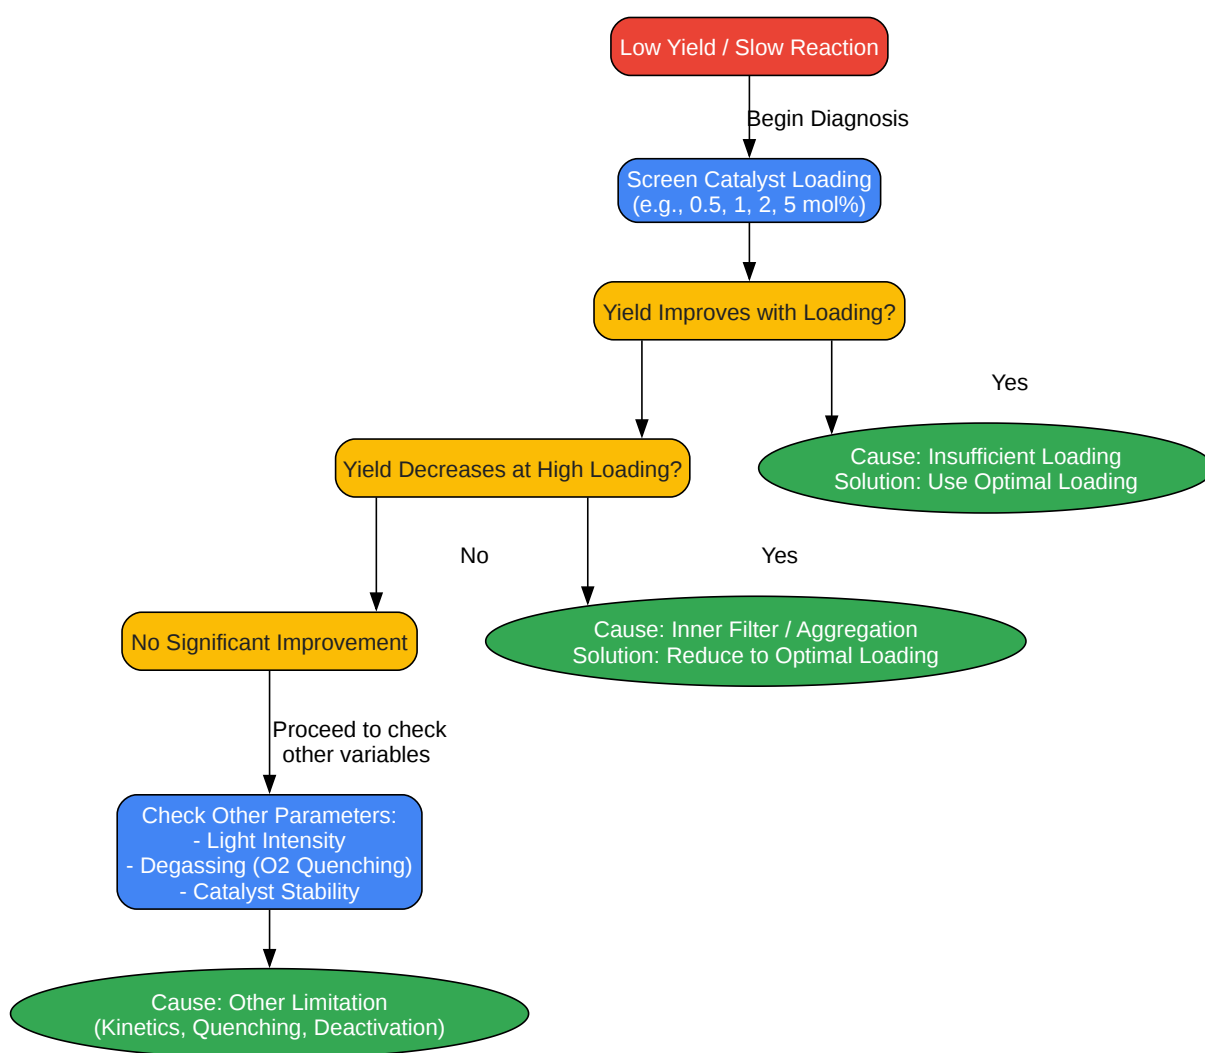 Low Yield / Slow Reaction
Begin Diagnosis
Screen Catalyst Loading
(e.g., 0.5, 1, 2, 5 mol%)
Yield Improves with Loading?
Yes
Cause: Insufficient Loading
Solution: Use Optimal Loading
Yield Decreases at High Loading?
No
Yes
Cause: Inner Filter / Aggregation
Solution: Reduce to Optimal Loading
No Significant Improvement
Proceed to check
other variables
Check Other Parameters:
- Light Intensity
- Degassing (O2 Quenching)
- Catalyst Stability
Cause: Other Limitation
(Kinetics, Quenching, Deactivation)